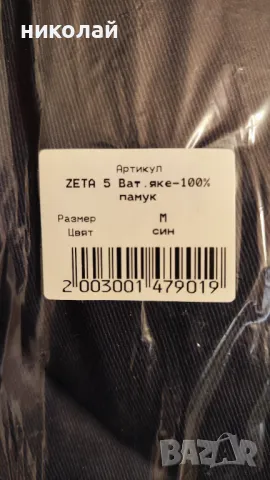 николай
Артикул
ZETA 5 Ват.яке-100%
памук
Размер M
Цвят син
2 003001 479019
BAZAR